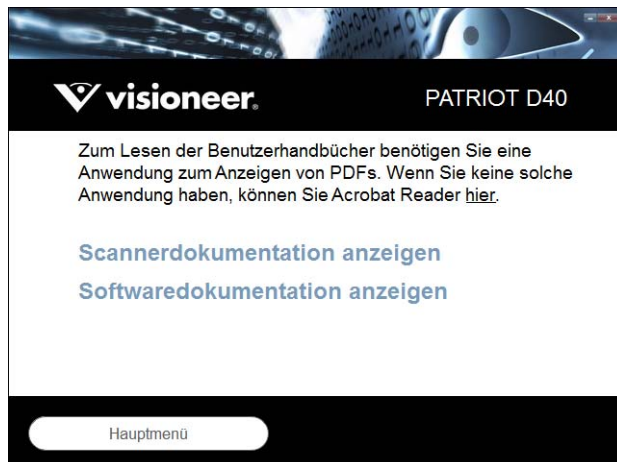 visioneer.
PATRIOT D40
Zum Lesen der Benutzerhandbücher benötigen Sie eine
Anwendung zum Anzeigen von PDFs. Wenn Sie keine solche
Anwendung haben, können Sie Acrobat Reader hier.
Scannerdokumentation anzeigen
Softwaredokumentation anzeigen
Hauptmenü